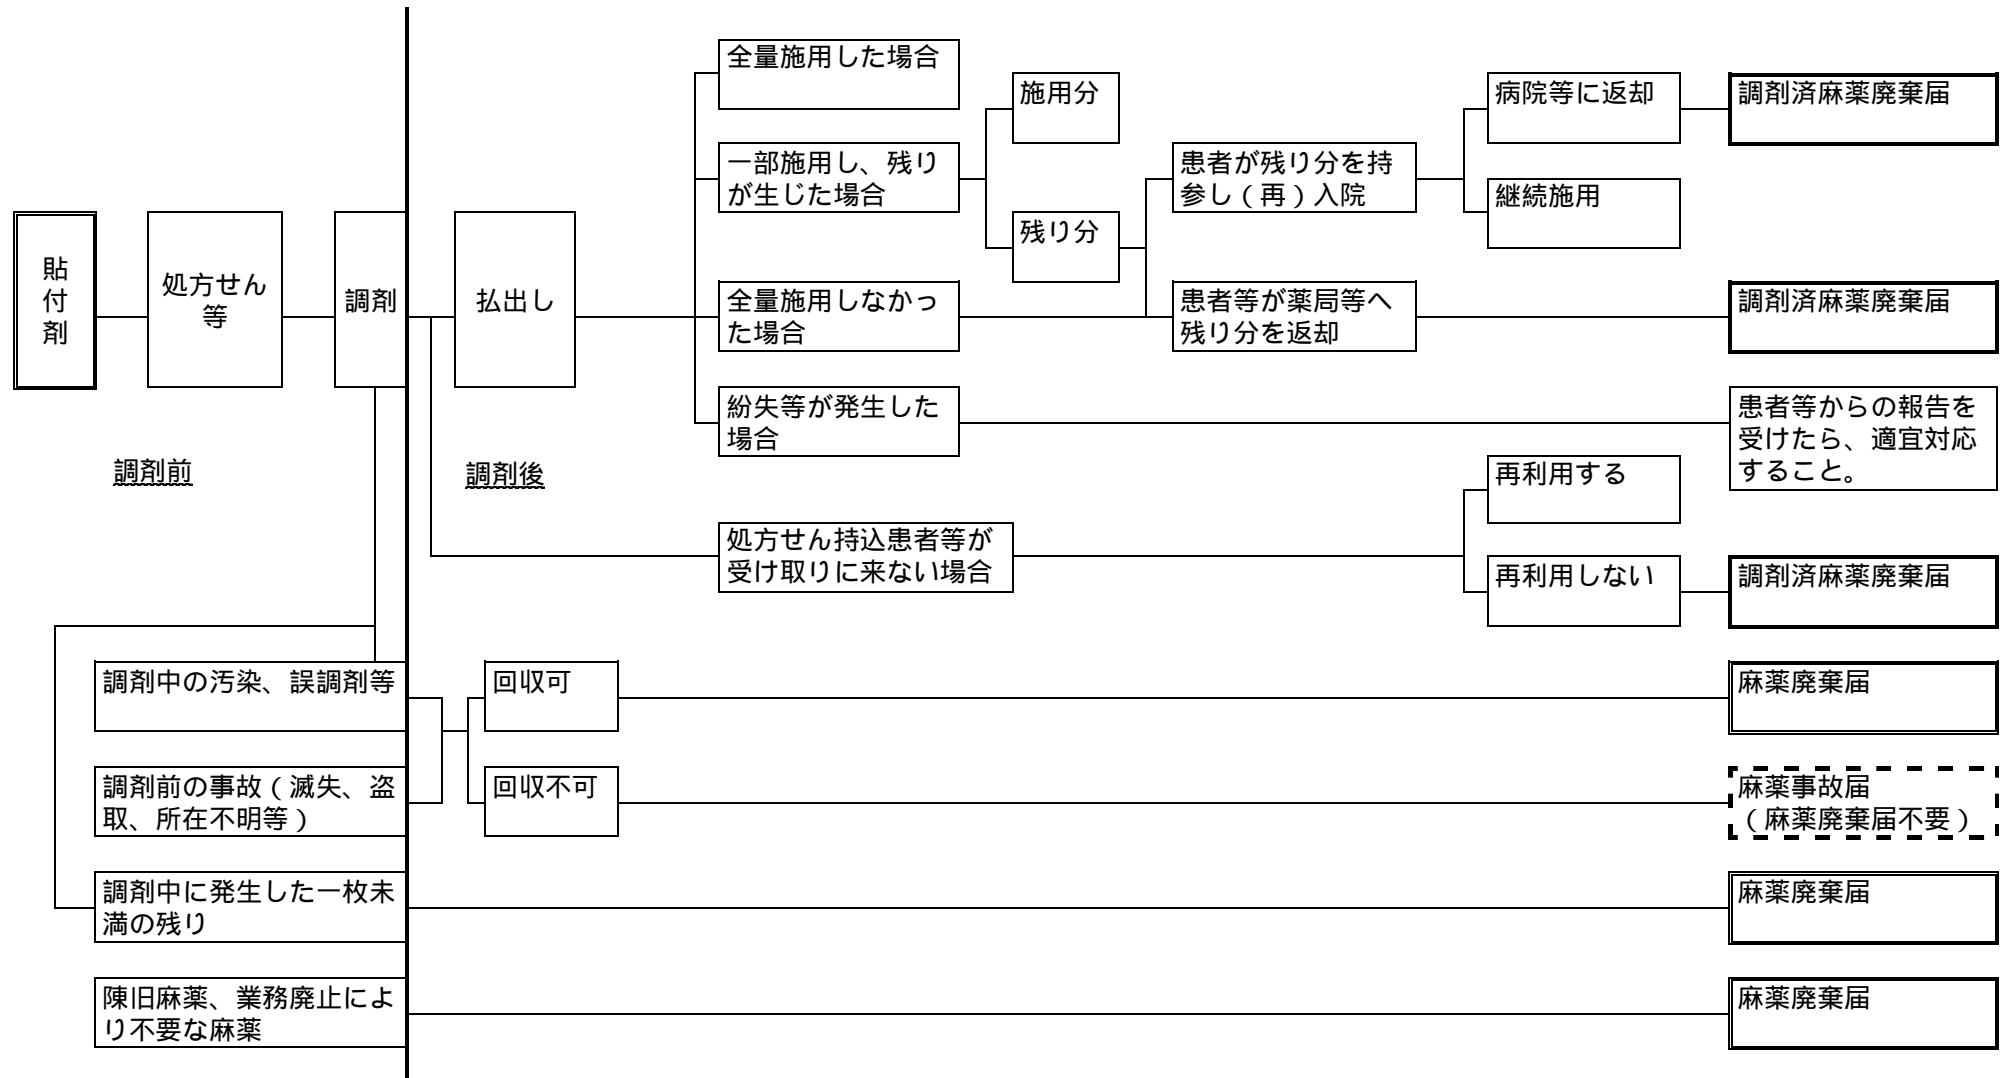 全量施用した場合
施用分
病院等に返却
調剤済麻薬廃棄届
一部施用し、残り
が生じた場合
患者が残り分を持
参し（再）入院
継続施用
残り分
貼
付
剤
処方せん
等
調剤
払出し
全量施用しなかっ
た場合
患者等が薬局等へ
残り分を返却
調剤済麻薬廃棄届
紛失等が発生した
場合
患者等からの報告を
受けたら、適宜対応
すること。
調剤前
調剤後
再利用する
処方せん持込患者等が
受け取りに来ない場合
再利用しない
調剤済麻薬廃棄届
調剤中の汚染、誤調剤等
回収可
麻薬廃棄届
調剤前の事故（滅失、盗
取、所在不明等）
回収不可
麻薬事故届
（麻薬廃棄届不要）
調剤中に発生した一枚未
満の残り
麻薬廃棄届
陳旧麻薬、業務廃止によ
り不要な麻薬
麻薬廃棄届